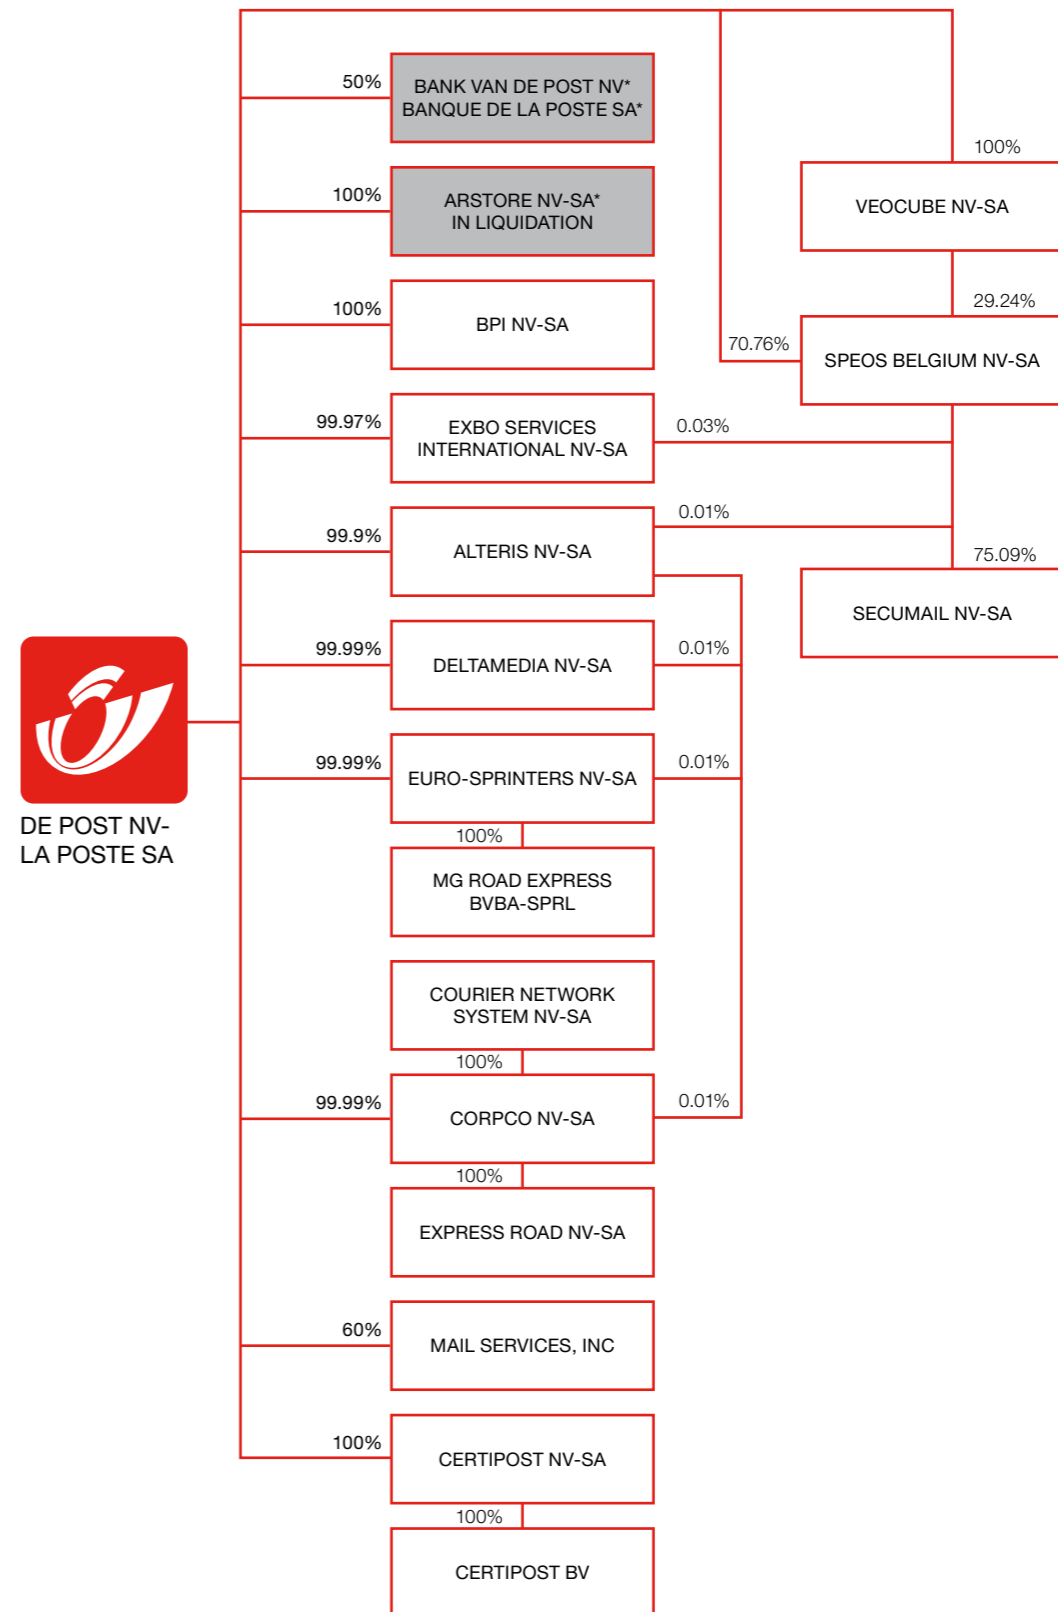 50%
BANK VAN DE POST NV*
BANQUE DE LA POSTE SA*
100%
VEOCUBE NV-SA
100%
ARSTORE NV-SA*
IN LIQUIDATION
29.24%
100%
BPI NV-SA
70.76%
SPEOS BELGIUM NV-SA
99.97%
EXBO SERVICES
INTERNATIONAL NV-SA
0.03%
99.9%
ALTERIS NV-SA
0.01%
75.09%
SECUMAIL NV-SA
99.99%
DELTAMEDIA NV-SA
0.01%
99.99%
EURO-SPRINTERS NV-SA
0.01%
DE POST NV-
LA POSTE SA
100%
MG ROAD EXPRESS
BVBA-SPRL
COURIER NETWORK
SYSTEM NV-SA
100%
99.99%
CORPCO NV-SA
0.01%
100%
EXPRESS ROAD NV-SA
60%
MAIL SERVICES, INC
100%
CERTIPOST NV-SA
100%
CERTIPOST BV